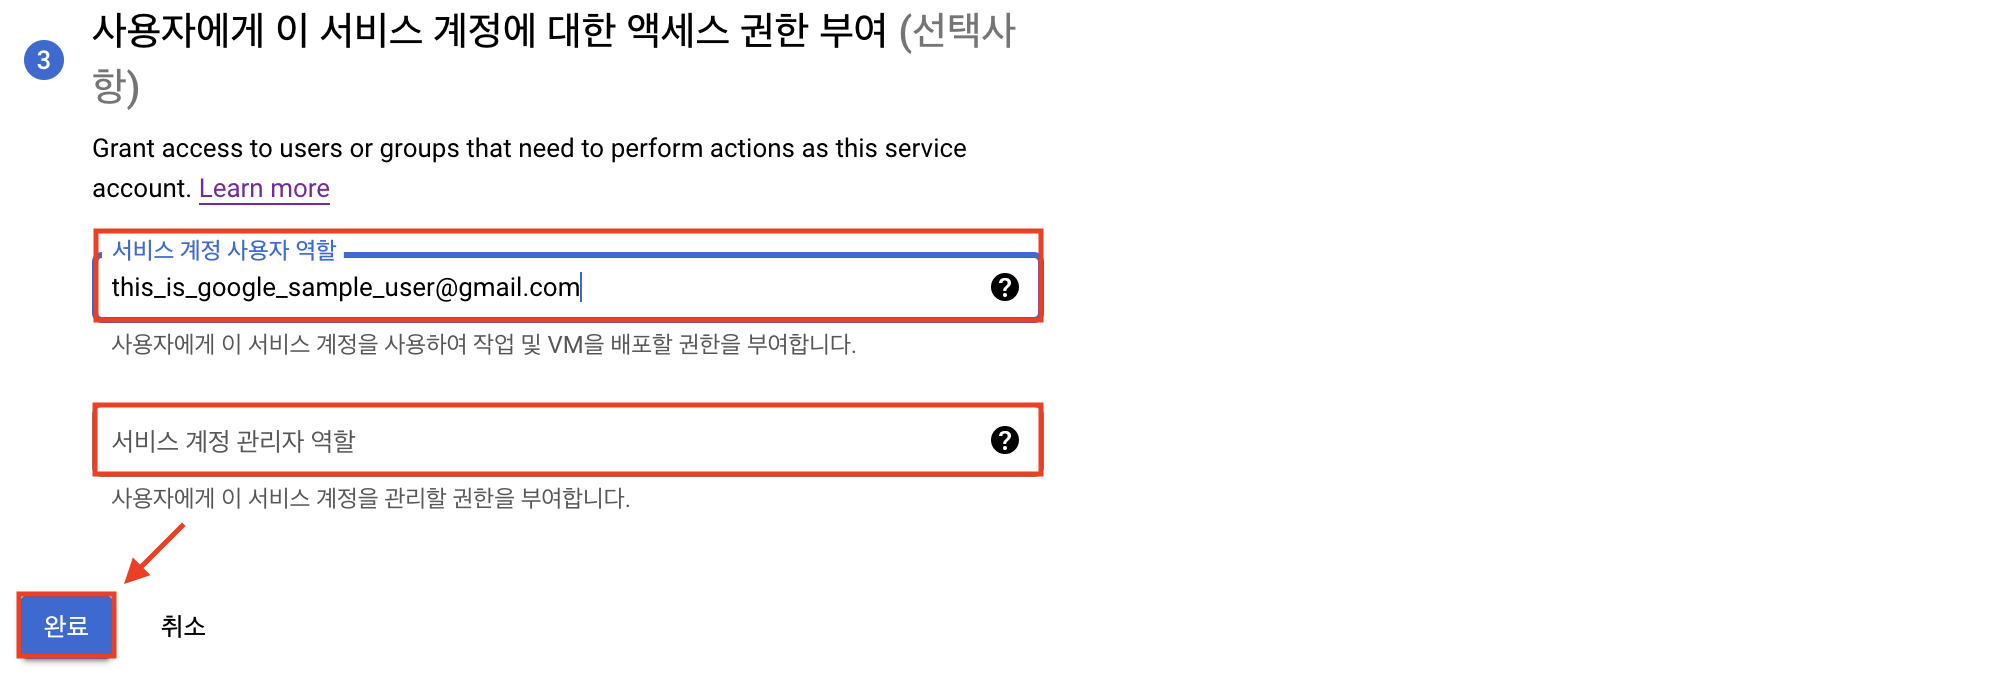 3
사용자에게 이 서비스 계정에 대한 액세스 권한 부여 (선택사
항)
Grant access to users or groups that need to perform actions as this service
account. Learn more
서비스 계정 사용자 역할
this_is_google_sample_user@gmail.com
?
사용자에게 이 서비스 계정을 사용하여 작업 및 VM을 배포할 권한을 부여합니다.
서비스 계정 관리자 역할
?
사용자에게 이 서비스 계정을 관리할 권한을 부여합니다.
완료 취소